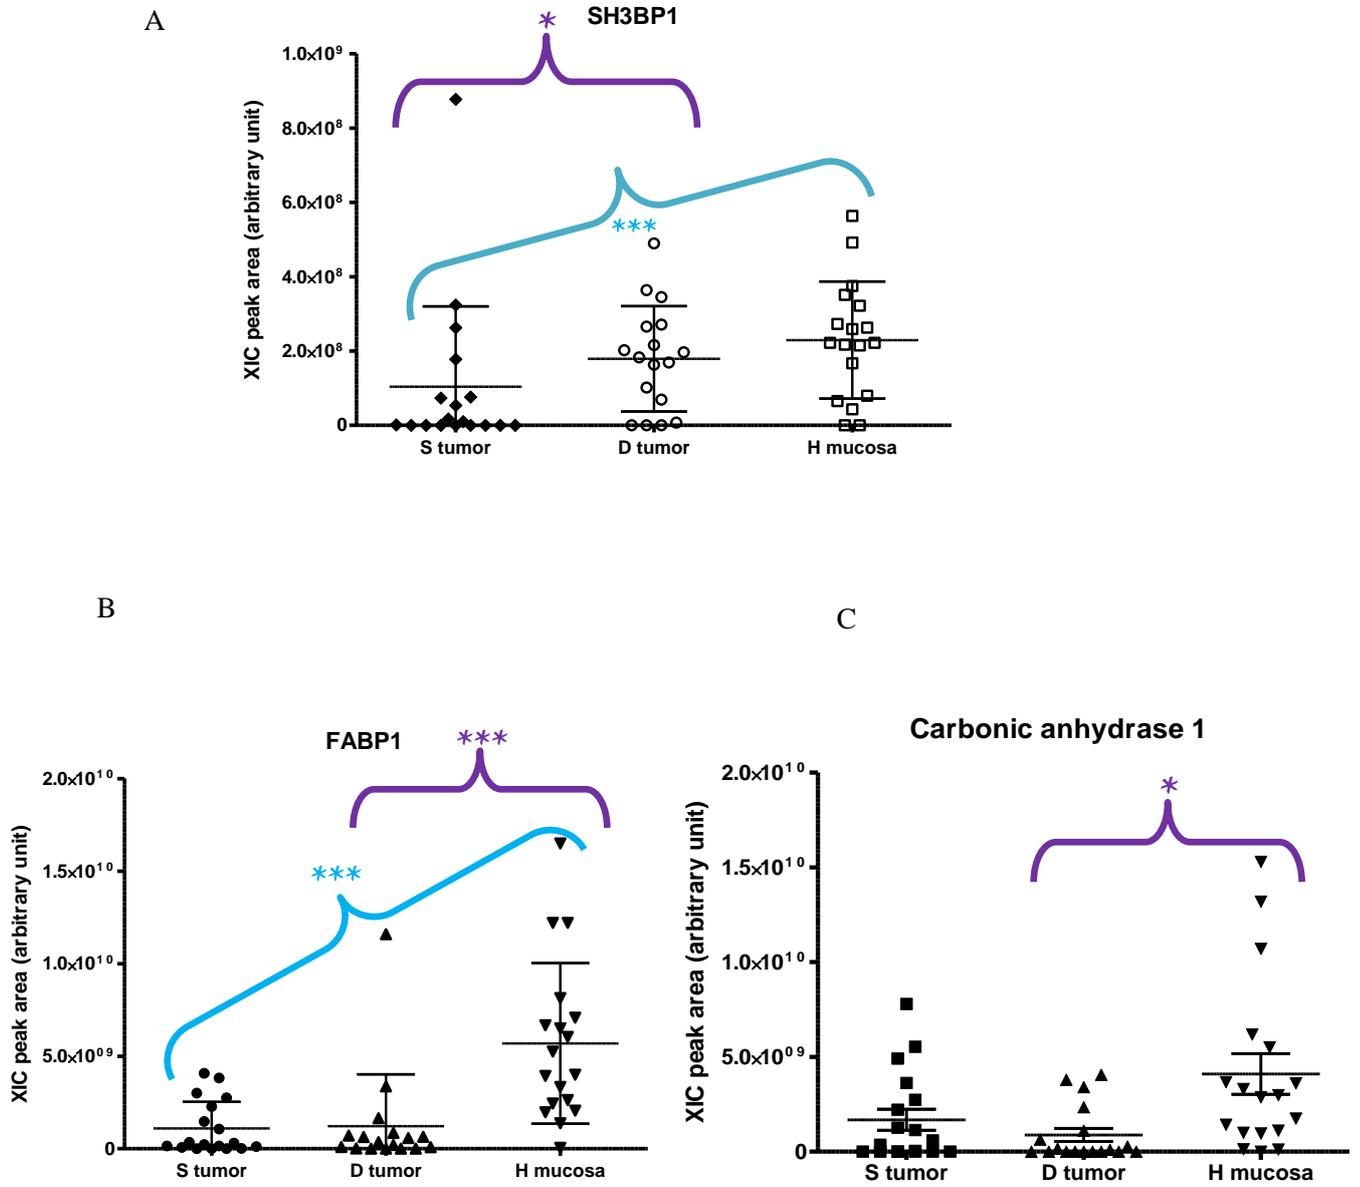 A
SH3BP1
*
1.0×10⁹
8.0×10⁸
6.0×10⁸
4.0×10⁸
2.0×10⁸
0
XIC peak area (arbitrary unit)
***
S tumor D tumor H mucosa
B
FABP1
***
2.0×10¹⁰
1.5×10¹⁰
1.0×10¹⁰
5.0×10⁰⁹
0
XIC peak area (arbitrary unit)
***
S tumor D tumor H mucosa
C
Carbonic anhydrase 1
2.0×10¹⁰
1.5×10¹⁰
1.0×10¹⁰
5.0×10⁰⁹
0
XIC peak area (arbitrary unit)
*
S tumor D tumor H mucosa